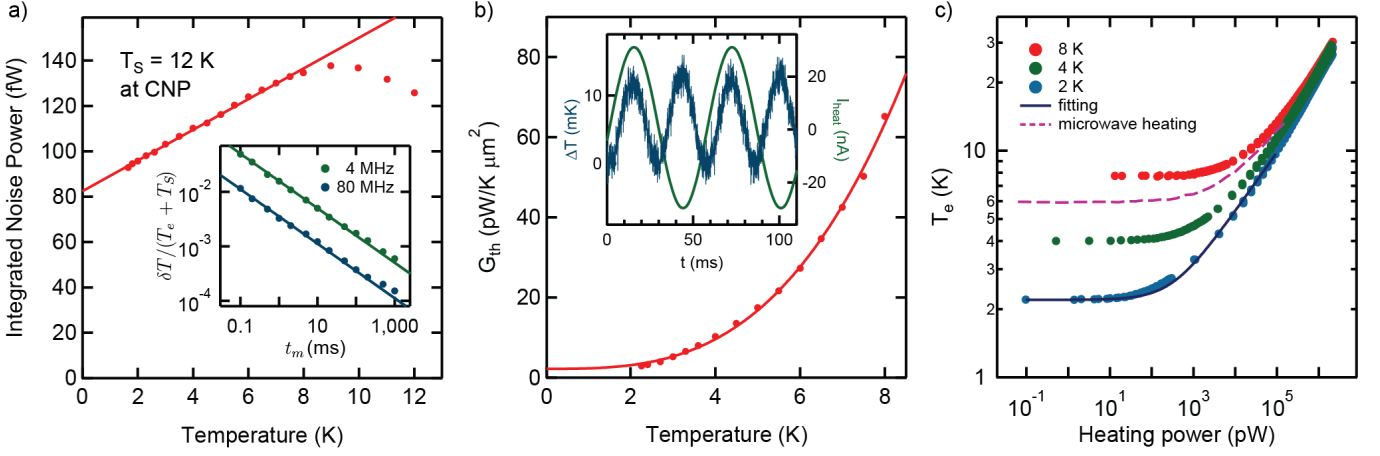 a)
Integrated Noise Power (fW)
140
120
100
80
60
40
20
0
T_S = 12 K
at CNP
δT/(T_e + T_S)
10^-2
10^-3
10^-4
4 MHz
80 MHz
0.1
10
1,000
t_m (ms)
0
2
4
6
8
10
12
Temperature (K)
b)
G_th (pW/K μm^2)
80
60
40
20
0
ΔT (mK)
10
0
20
0
-20
I_heat (nA)
0
50
100
t (ms)
0
2
4
6
8
Temperature (K)
c)
T_e (K)
3
2
10
6
5
4
3
2
1
8 K
4 K
2 K
fitting
microwave heating
10^-1
10^1
10^3
10^5
Heating power (pW)